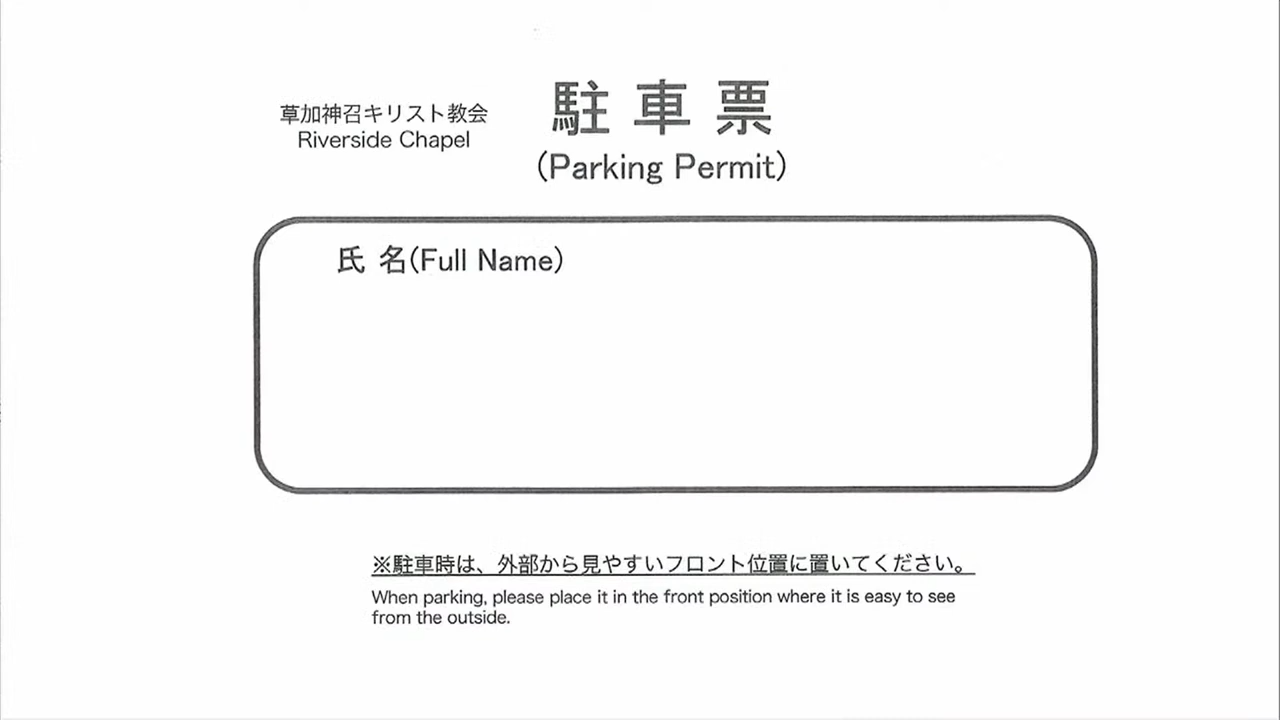 草加神召キリスト教会
Riverside Chapel
駐 車 票
(Parking Permit)
氏 名(Full Name)
※駐車時は、外部から見やすいフロント位置に置いてください。
When parking, please place it in the front position where it is easy to see
from the outside.